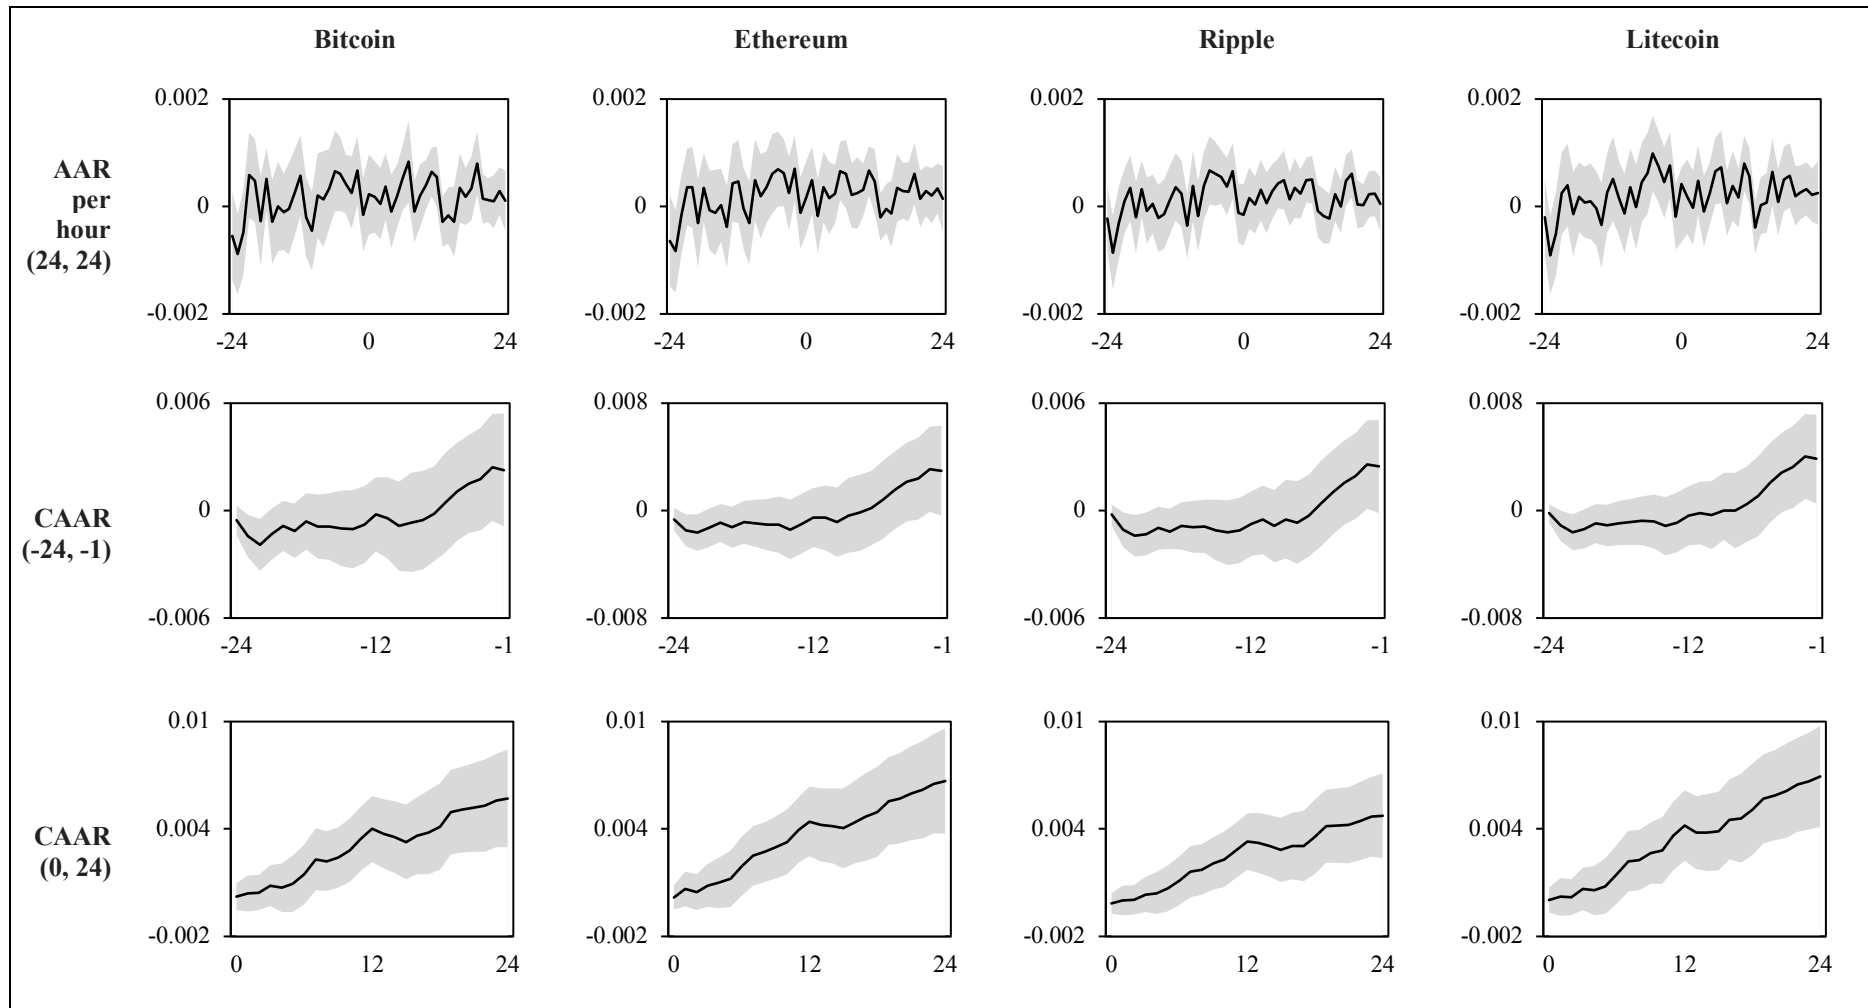 Bitcoin Ethereum Ripple Litecoin
AAR
per
hour
(24, 24)
0.002 0.002 0.002 0.002
0 0 0 0
-0.002 -0.002 -0.002 -0.002
-24 0 24 -24 0 24 -24 0 24 -24 0 24
CAAR
(-24, -1)
0.006 0.008 0.006 0.008
0 0 0 0
-0.006 -0.008 -0.006 -0.008
-24 -12 -1 -24 -12 -1 -24 -12 -1 -24 -12 -1
CAAR
(0, 24)
0.01 0.01 0.01 0.01
0.004 0.004 0.004 0.004
-0.002 -0.002 -0.002 -0.002
0 12 24 0 12 24 0 12 24 0 12 24